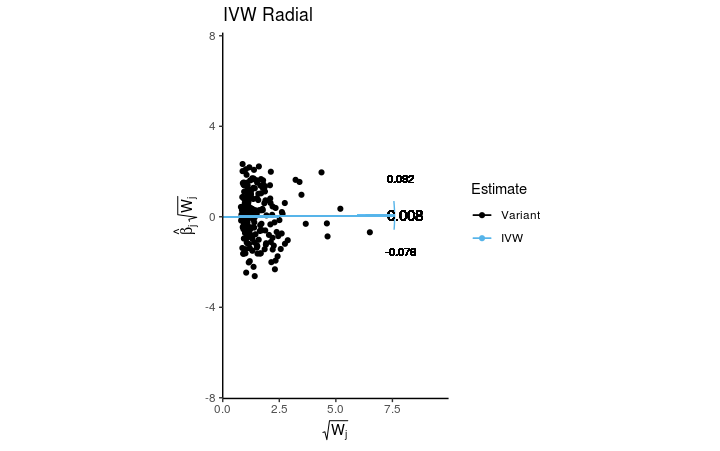 IVW Radial
8
4
0
-4
-8
β̂j√Wj
0.092
0.008
-0.076
0.0 2.5 5.0 7.5
√Wj
Estimate
Variant
IVW